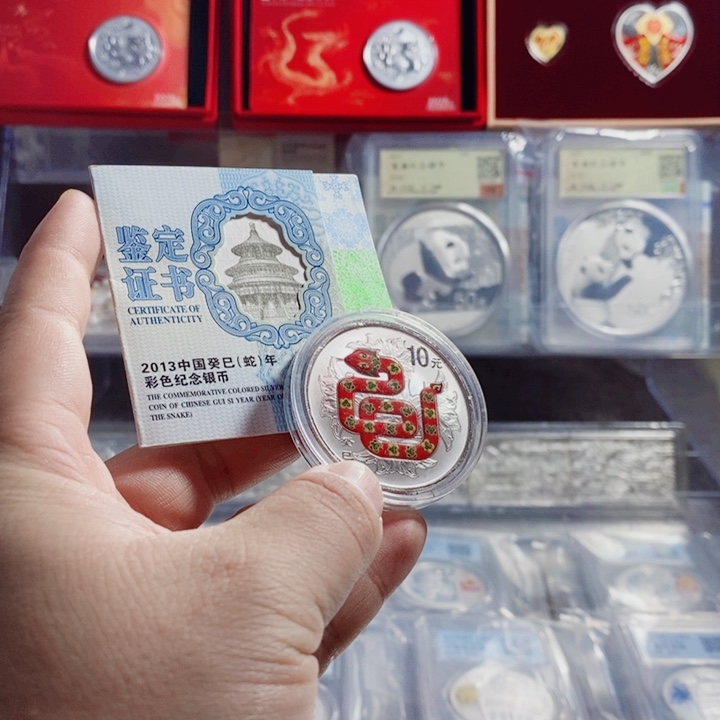 鉴定
证书
CERTIFICATE OF
AUTHENTICITY
2013中国癸巳(蛇)年
彩色纪念银币
THE COMMEMORATIVE COLORED SILVER
COIN OF CHINESE GUI SI YEAR (YEAR OF
THE SNAKE)
10元